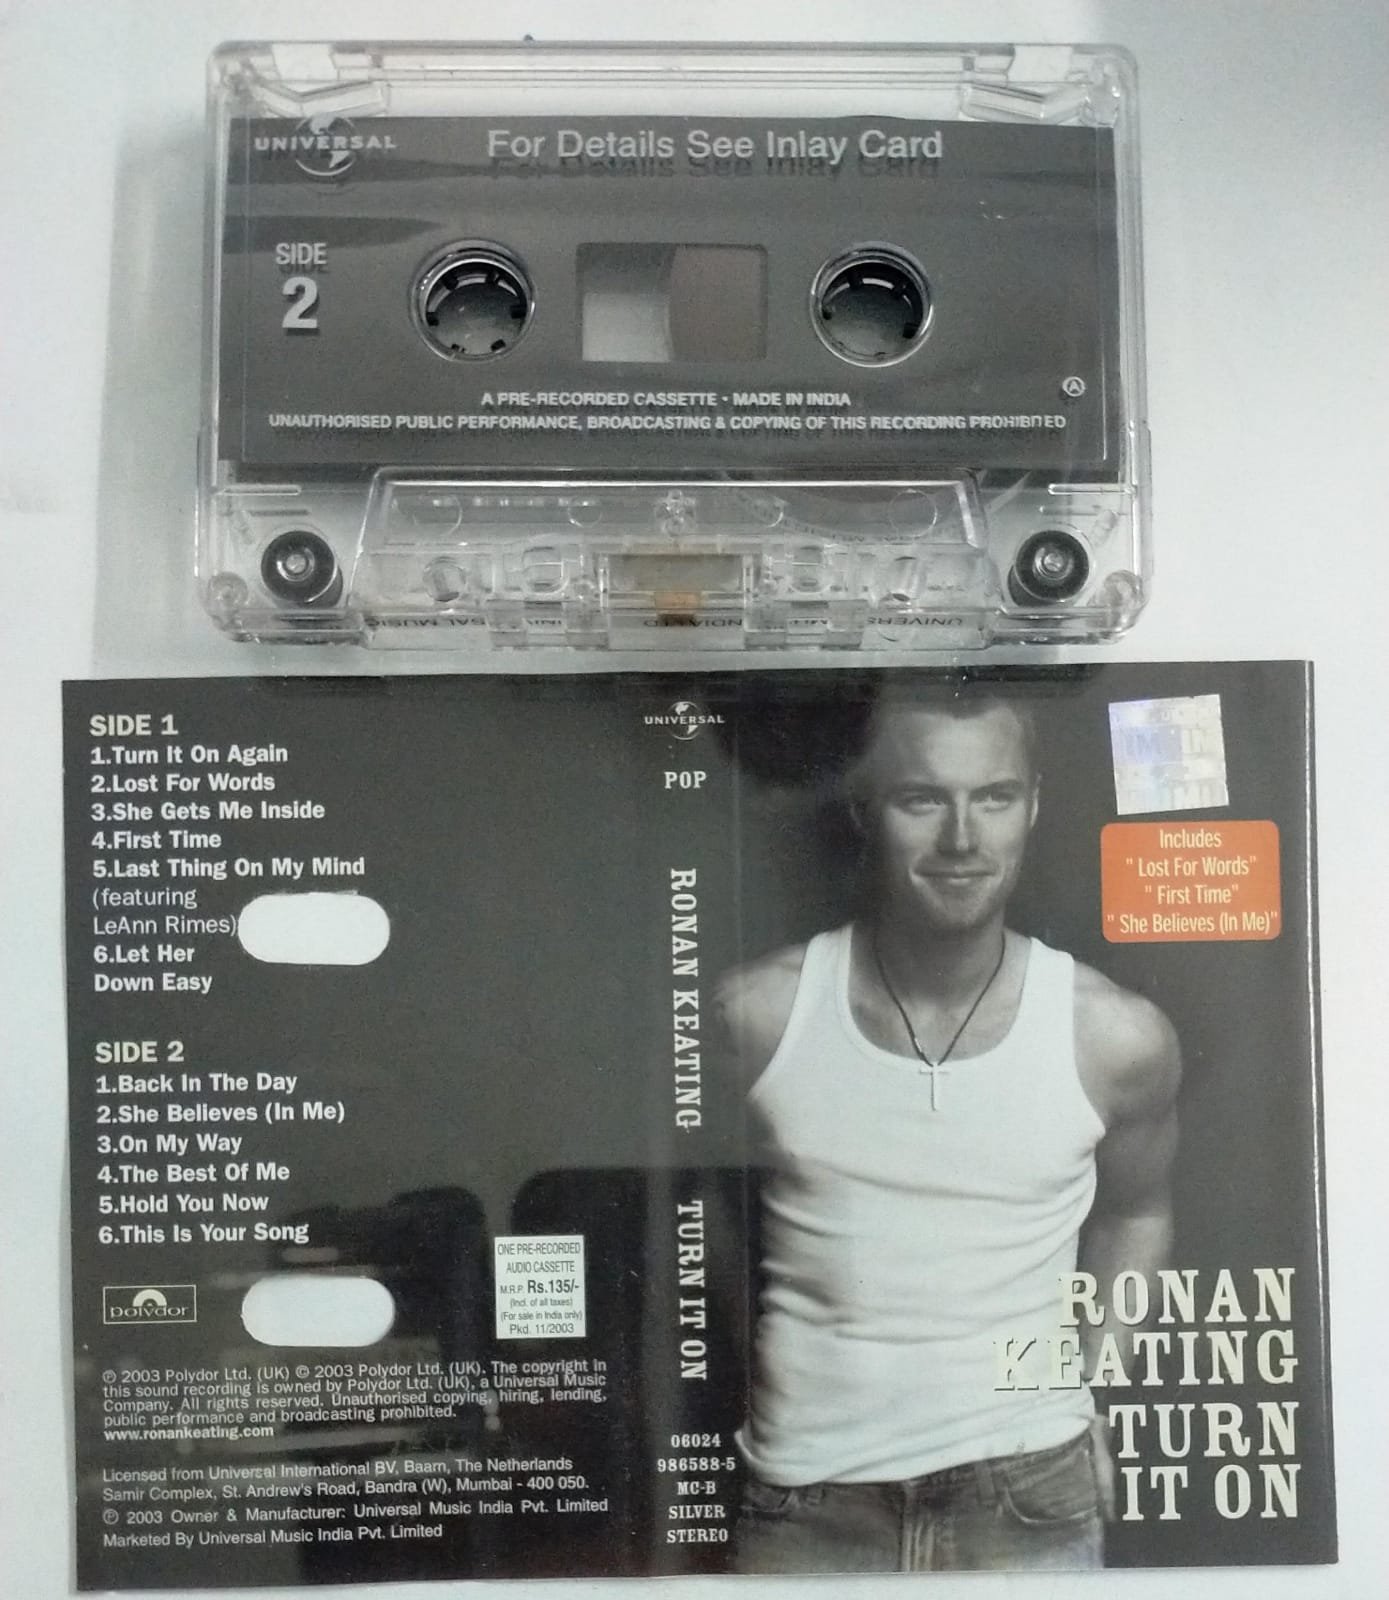 UNIVERSAL
For Details See Inlay Card
SIDE
2
A PRE-RECORDED CASSETTE • MADE IN INDIA
UNAUTHORISED PUBLIC PERFORMANCE, BROADCASTING & COPYING OF THIS RECORDING PROHIBITED
SIDE 1
1.Turn It On Again
2.Lost For Words
3.She Gets Me Inside
4.First Time
5.Last Thing On My Mind
(featuring
LeAnn Rimes)
6.Let Her
Down Easy
SIDE 2
1.Back In The Day
2.She Believes (In Me)
3.On My Way
4.The Best Of Me
5.Hold You Now
6.This Is Your Song
polydor
ONE PRE-RECORDED
AUDIO CASSETTE
M.R.P. Rs.135/-
(Incl. of all taxes)
(For sale in India only)
Pkd. 11/2003
℗ 2003 Polydor Ltd. (UK) © 2003 Polydor Ltd. (UK). The copyright in
this sound recording is owned by Polydor Ltd. (UK), a Universal Music
Company. All rights reserved. Unauthorised copying, hiring, lending,
public performance and broadcasting prohibited.
www.ronankeating.com
Licensed from Universal International BV, Baarn, The Netherlands
Samir Complex, St. Andrew's Road, Bandra (W), Mumbai - 400 050.
℗ 2003 Owner & Manufacturer: Universal Music India Pvt. Limited
Marketed By Universal Music India Pvt. Limited
UNIVERSAL
POP
RONAN KEATING TURN IT ON
06024
986588-5
MC-B
SILVER
STEREO
Includes
" Lost For Words"
" First Time"
" She Believes (In Me)"
RONAN
KEATING
TURN
IT ON